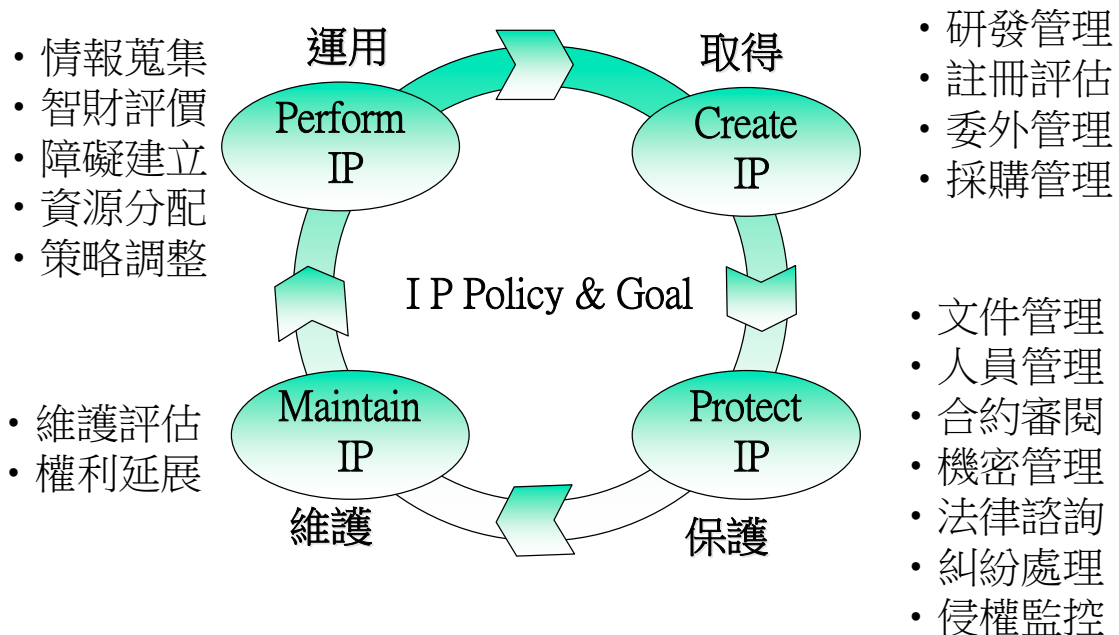 運用
Perform
IP
• 情報蒐集
• 智財評價
• 障礙建立
• 資源分配
• 策略調整
取得
Create
IP
• 研發管理
• 註冊評估
• 委外管理
• 採購管理
I P Policy & Goal
Maintain
IP
維護
• 維護評估
• 權利延展
Protect
IP
保護
• 文件管理
• 人員管理
• 合約審閱
• 機密管理
• 法律諮詢
• 糾紛處理
• 侵權監控